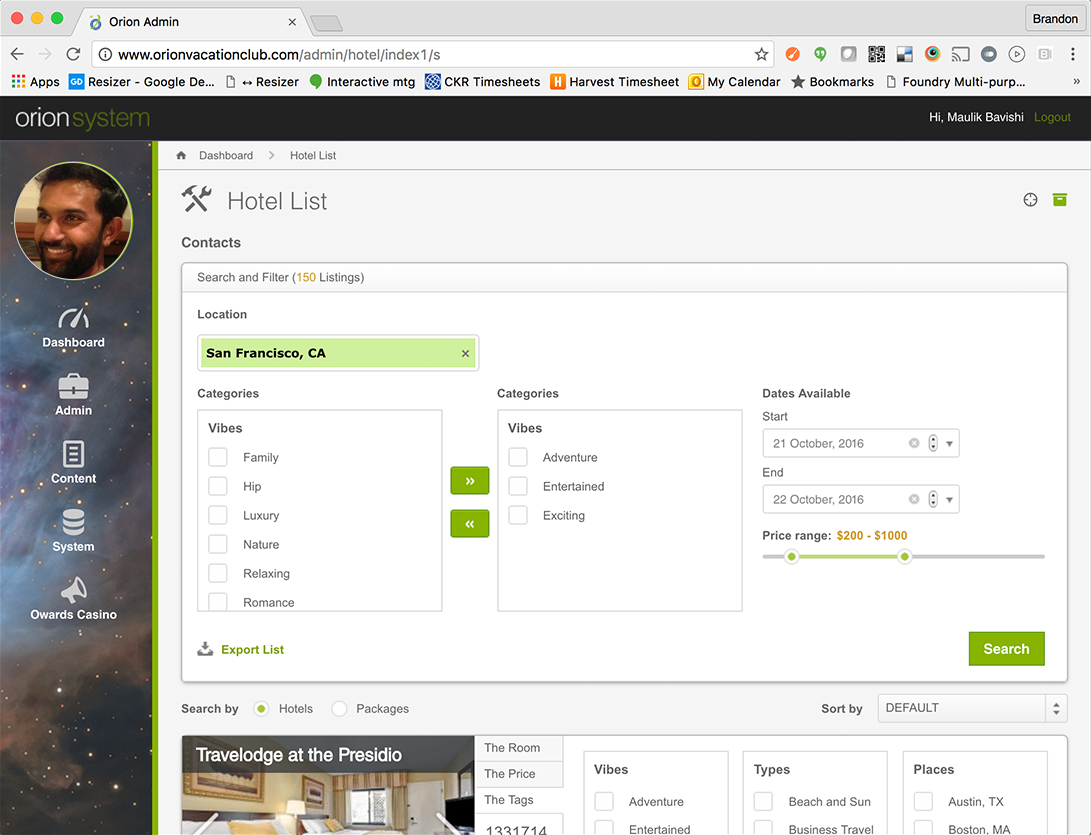 Orion Admin
Brandon
www.orionvacationclub.com/admin/hotel/index1/s
Apps GD Resizer - Google De... ↔ Resizer Interactive mtg CKR Timesheets H Harvest Timesheet My Calendar Bookmarks Foundry Multi-purp... »
orionsystem
Hi, Maulik Bavishi Logout
Dashboard
Admin
Content
System
Owards Casino
Dashboard > Hotel List
Hotel List
Contacts
Search and Filter (150 Listings)
Location
San Francisco, CA ×
Categories
Vibes
Family
Hip
Luxury
Nature
Relaxing
Romance
»
«
Categories
Vibes
Adventure
Entertained
Exciting
Dates Available
Start
21 October, 2016
End
22 October, 2016
Price range: $200 - $1000
Export List
Search
Search by Hotels Packages
Sort by DEFAULT
Travelodge at the Presidio
The Room
The Price
The Tags
1331714
Vibes
Adventure
Entertained
Types
Beach and Sun
Business Travel
Places
Austin, TX
Boston, MA